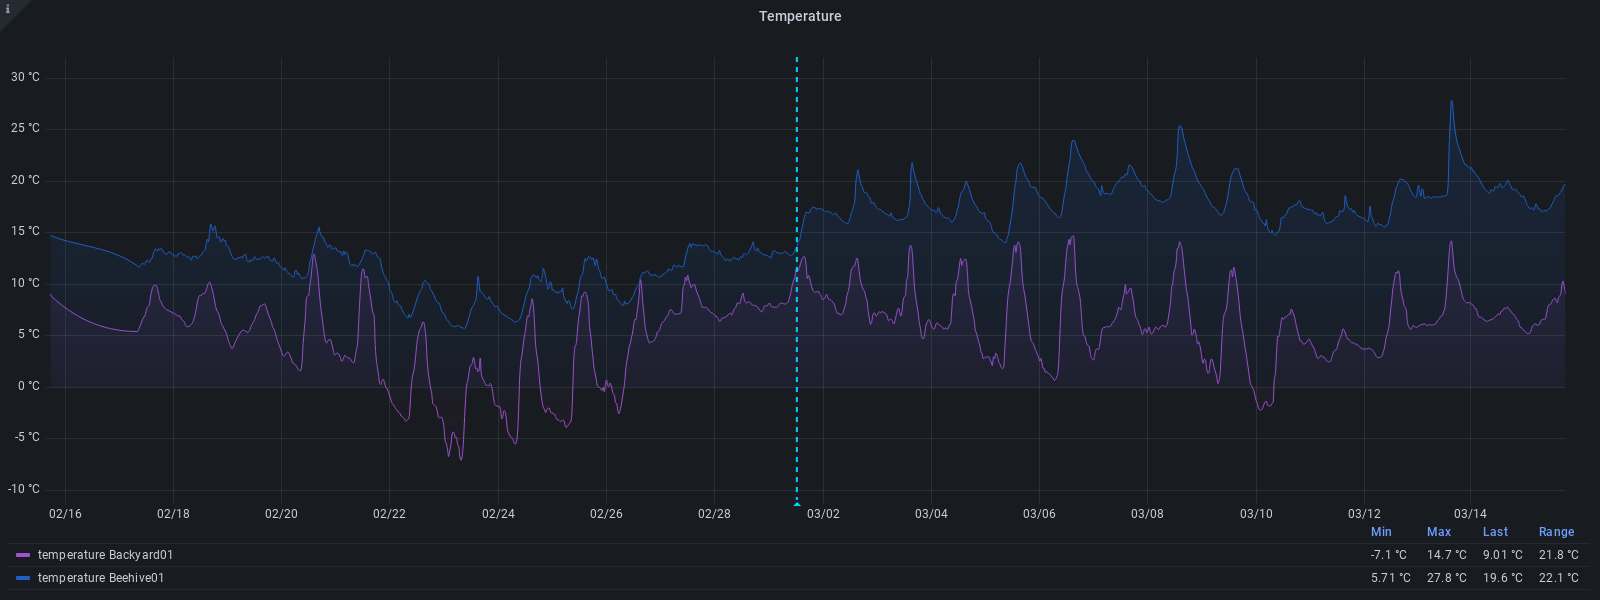 i
Temperature
30 °C
25 °C
20 °C
15 °C
10 °C
5 °C
0 °C
-5 °C
-10 °C
02/16 02/18 02/20 02/22 02/24 02/26 02/28 03/02 03/04 03/06 03/08 03/10 03/12 03/14
Min Max Last Range
temperature Backyard01 -7.1 °C 14.7 °C 9.01 °C 21.8 °C
temperature Beehive01 5.71 °C 27.8 °C 19.6 °C 22.1 °C